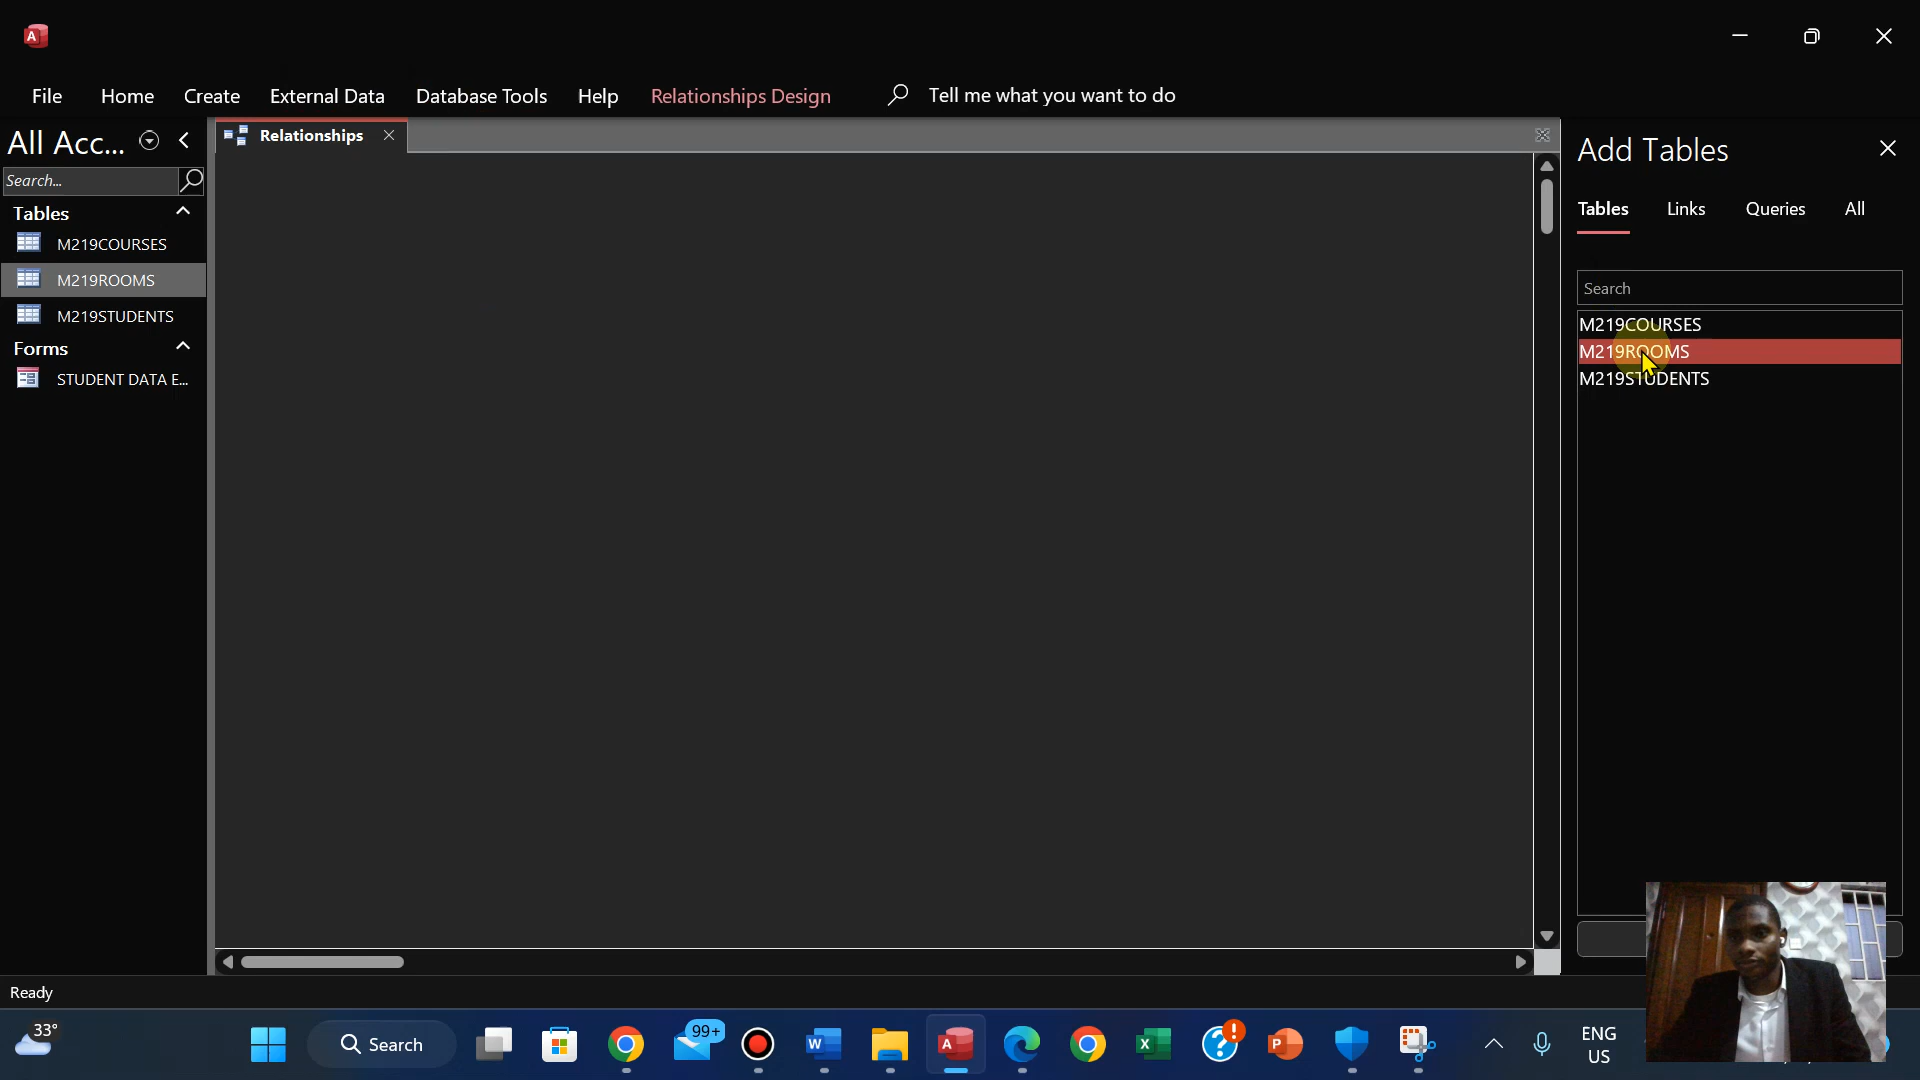 File Home Create External Data Database Tools Help Relationships Design Tell me what you want to do
All Acc...
Relationships
Search...
Tables
M219COURSES
M219ROOMS
M219STUDENTS
Forms
STUDENT DATA E...
Add Tables
Tables Links Queries All
Search
M219COURSES
M219ROOMS
M219STUDENTS
Ready
33°
Search
99+
ENG
US